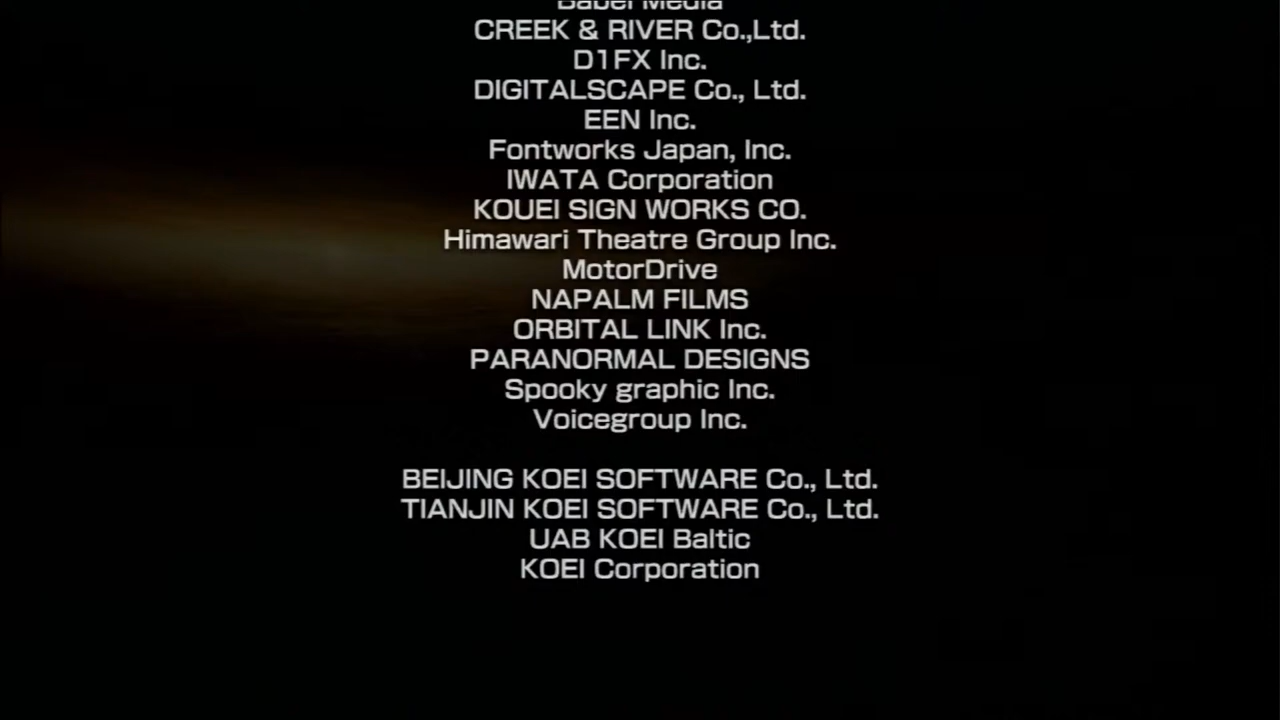 Babel Media
CREEK & RIVER Co.,Ltd.
D1FX Inc.
DIGITALSCAPE Co., Ltd.
EEN Inc.
Fontworks Japan, Inc.
IWATA Corporation
KOUEI SIGN WORKS CO.
Himawari Theatre Group Inc.
MotorDrive
NAPALM FILMS
ORBITAL LINK Inc.
PARANORMAL DESIGNS
Spooky graphic Inc.
Voicegroup Inc.
BEIJING KOEI SOFTWARE Co., Ltd.
TIANJIN KOEI SOFTWARE Co., Ltd.
UAB KOEI Baltic
KOEI Corporation